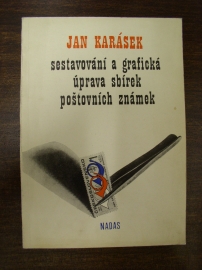 JAN KARÁSEK
sestavování a grafická
úprava sbírek
poštovních známek
NADAS